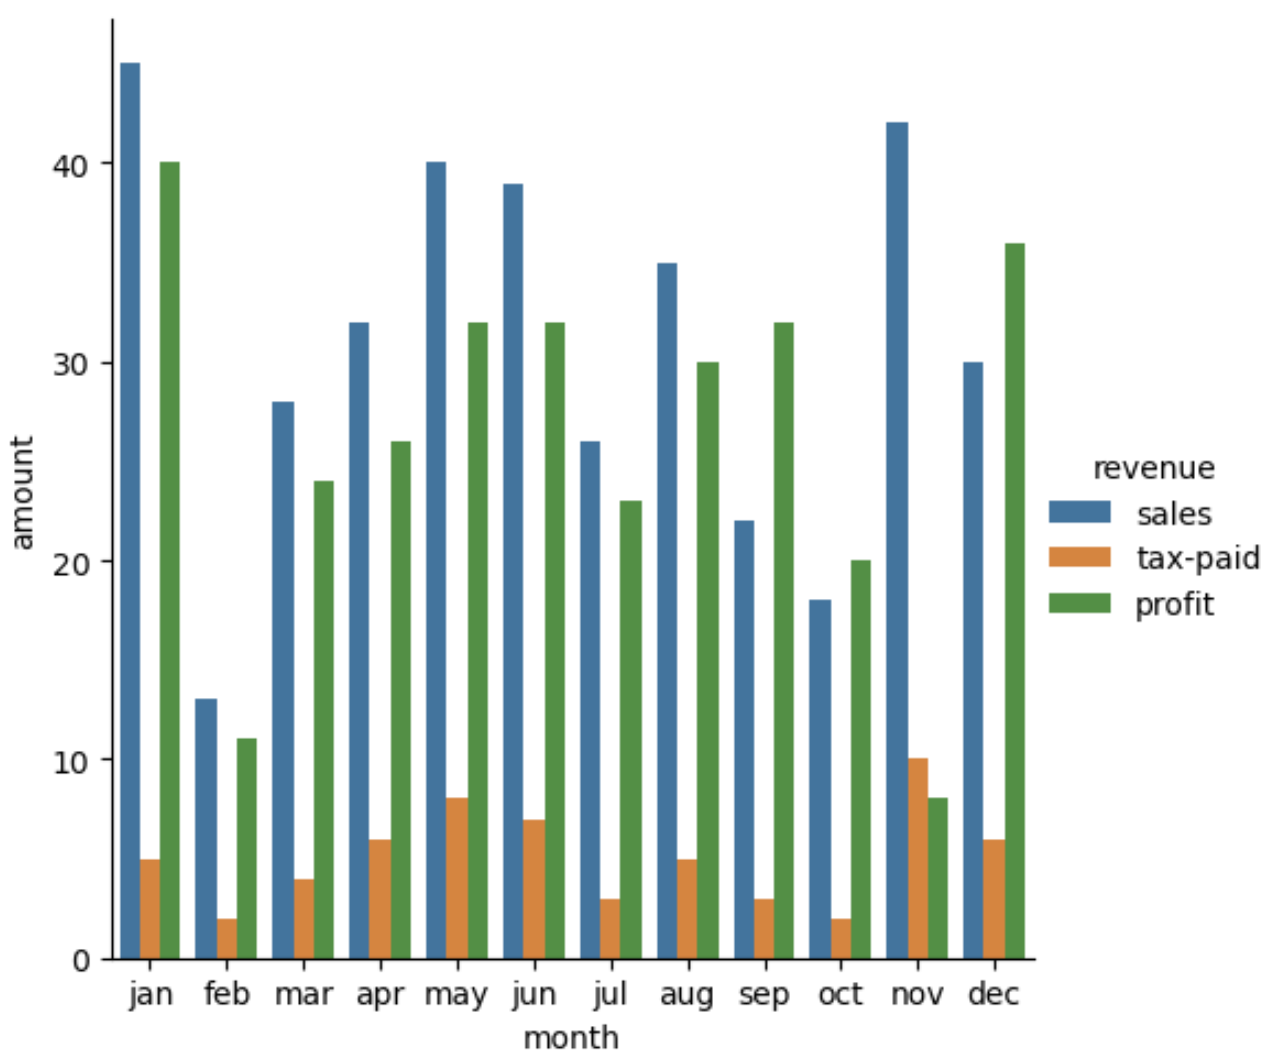 40
30
20
10
0
amount
jan feb mar apr may jun jul aug sep oct nov dec
month
revenue
sales
tax-paid
profit